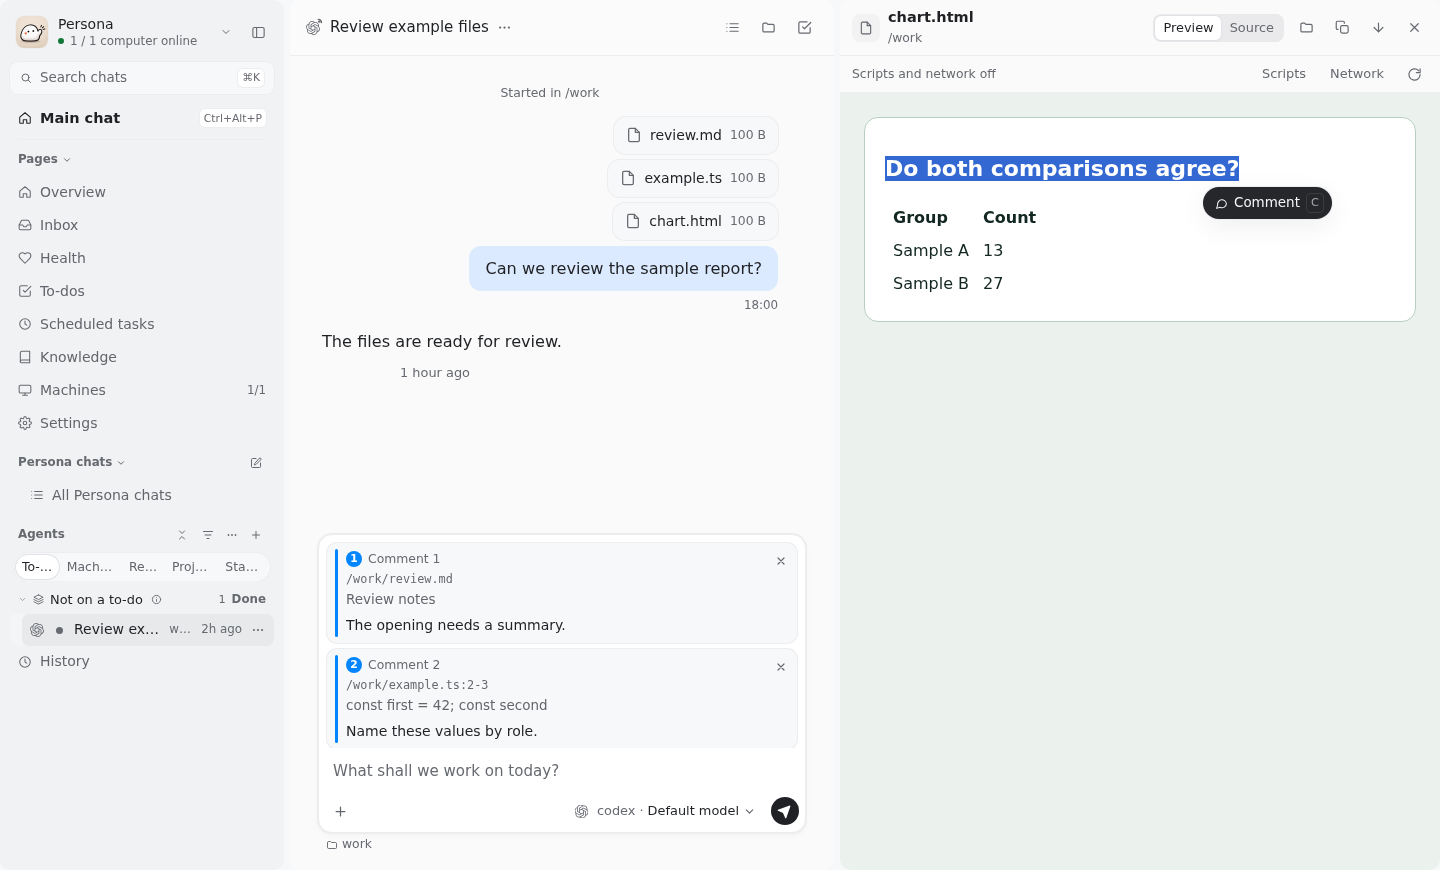 Persona
1 / 1 computer online
Search chats
⌘K
Main chat
Ctrl+Alt+P
Pages
Overview
Inbox
Health
To-dos
Scheduled tasks
Knowledge
Machines
1/1
Settings
Persona chats
All Persona chats
Agents
To-...
Mach...
Re...
Proj...
Sta...
Not on a to-do
1 Done
Review ex...
w...
2h ago
History
Review example files
Started in /work
review.md 100 B
example.ts 100 B
chart.html 100 B
Can we review the sample report?
18:00
The files are ready for review.
1 hour ago
1 Comment 1
/work/review.md
Review notes
The opening needs a summary.
2 Comment 2
/work/example.ts:2-3
const first = 42; const second
Name these values by role.
What shall we work on today?
codex · Default model
work
chart.html
/work
Preview
Source
Scripts and network off
Scripts
Network
Do both comparisons agree?
Comment C
Group Count
Sample A 13
Sample B 27